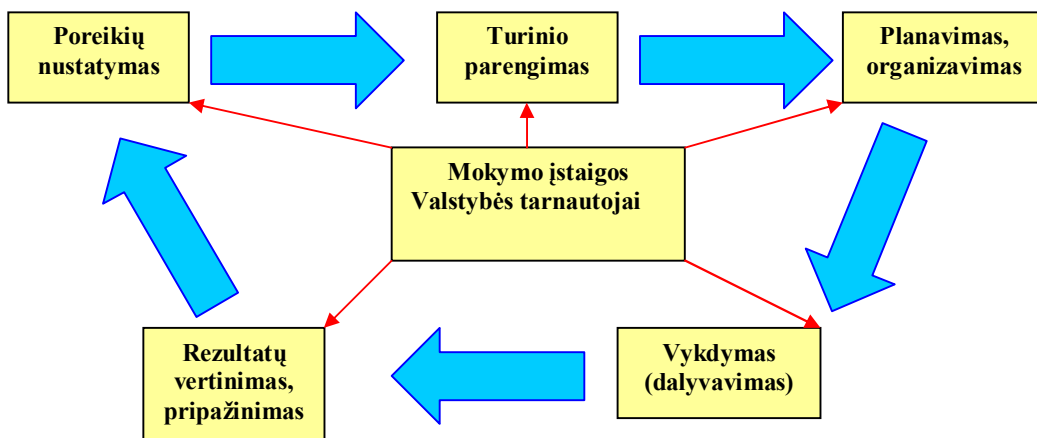 Poreikių
nustatymas
Turinio
parengimas
Planavimas,
organizavimas
Mokymo įstaigos
Valstybės tarnautojai
Rezultatų
vertinimas,
pripažinimas
Vykdymas
(dalyvavimas)